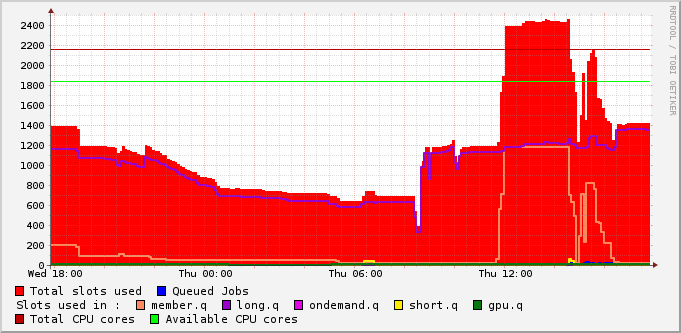 RRDTOOL / TOBI OETIKER
2400
2200
2000
1800
1600
1400
1200
1000
800
600
400
200
0
Wed 18:00 Thu 00:00 Thu 06:00 Thu 12:00
Total slots used Queued Jobs
Slots used in : member.q long.q ondemand.q short.q gpu.q
Total CPU cores Available CPU cores